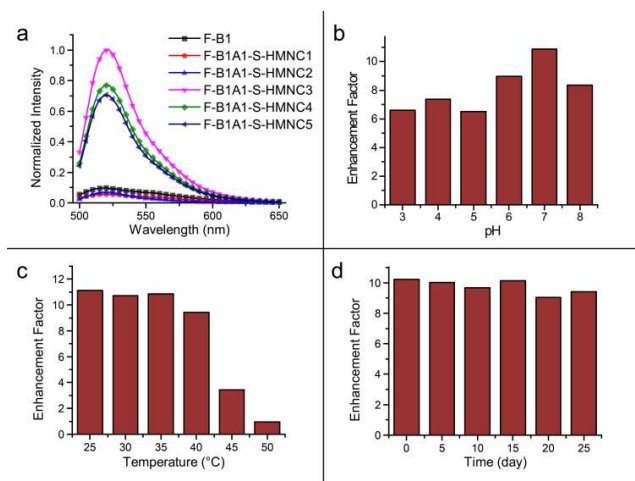 a
Normalized Intensity
1.0
0.8
0.6
0.4
0.2
0.0
500 550 600 650
Wavelength (nm)
F-B1
F-B1A1-S-HMNC1
F-B1A1-S-HMNC2
F-B1A1-S-HMNC3
F-B1A1-S-HMNC4
F-B1A1-S-HMNC5
b
Enhancement Factor
10
8
6
4
2
0
3 4 5 6 7 8
pH
c
Enhancement Factor
12
10
8
6
4
2
0
25 30 35 40 45 50
Temperature (°C)
d
Enhancement Factor
10
8
6
4
2
0
0 5 10 15 20 25
Time (day)